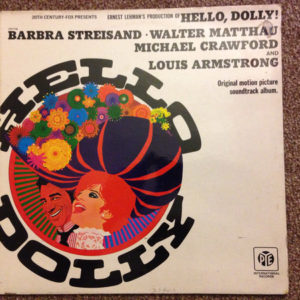 20TH CENTURY-FOX PRESENTS
ERNEST LEHMAN'S PRODUCTION OF HELLO, DOLLY!
BARBRA STREISAND · WALTER MATTHAU
MICHAEL CRAWFORD
AND
LOUIS ARMSTRONG
Original motion picture
soundtrack album.
HELLO
DOLLY
PYE
INTERNATIONAL
RECORDS